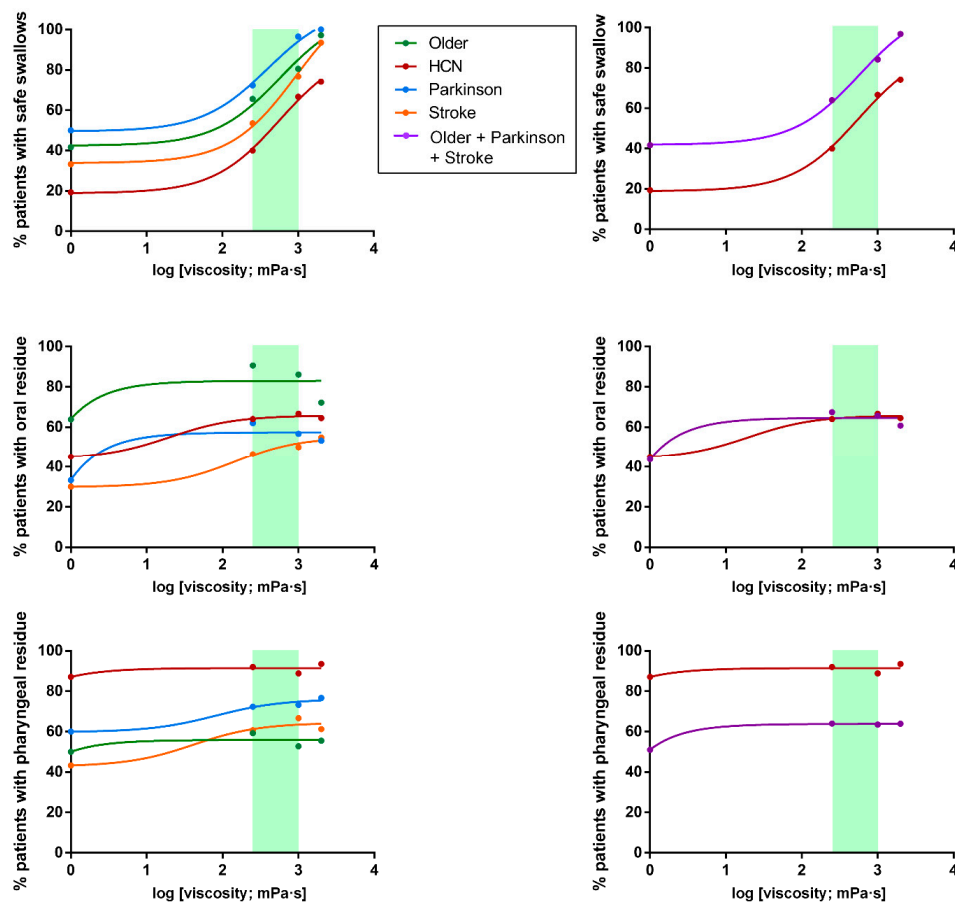 % patients with safe swallows
100
80
60
40
20
0
0 1 2 3 4
log [viscosity; mPa·s]
Older
HCN
Parkinson
Stroke
Older + Parkinson
+ Stroke
% patients with safe swallow
100
80
60
40
20
0
0 1 2 3 4
log [viscosity; mPa·s]
% patients with oral residue
100
80
60
40
20
0
0 1 2 3 4
log [viscosity; mPa·s]
% patients with oral residue
100
80
60
40
20
0
0 1 2 3 4
log [viscosity; mPa·s]
% patients with pharyngeal residue
100
80
60
40
20
0
0 1 2 3 4
log [viscosity; mPa·s]
% patients with pharyngeal residue
100
80
60
40
20
0
0 1 2 3 4
log [viscosity; mPa·s]